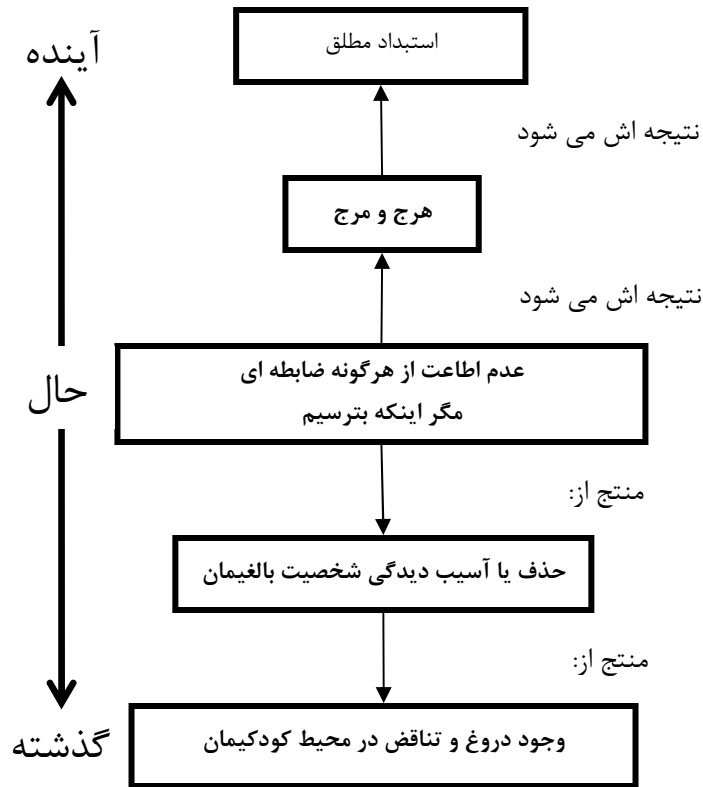 آینده
استبداد مطلق
نتیجه اش می شود
هرج و مرج
نتیجه اش می شود
حال
عدم اطاعت از هرگونه ضابطه ای
مگر اینکه بترسیم
منتج از:
حذف یا آسیب دیدگی شخصیت بالغیمان
منتج از:
گذشته
وجود دروغ و تناقض در محیط کودکیمان